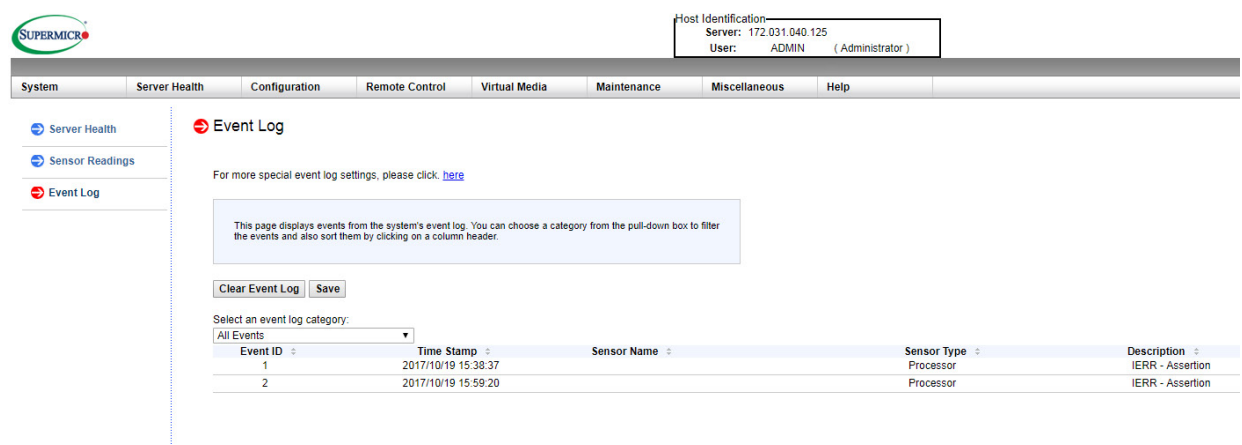 SUPERMICR
Host Identification
Server: 172.031.040.125
User: ADMIN ( Administrator )
System Server Health Configuration Remote Control Virtual Media Maintenance Miscellaneous Help
Server Health
Sensor Readings
Event Log
Event Log
For more special event log settings, please click. here
This page displays events from the system's event log. You can choose a category from the pull-down box to filter
the events and also sort them by clicking on a column header.
Clear Event Log Save
Select an event log category:
All Events
Event ID Time Stamp Sensor Name Sensor Type Description
1 2017/10/19 15:38:37 Processor IERR - Assertion
2 2017/10/19 15:59:20 Processor IERR - Assertion